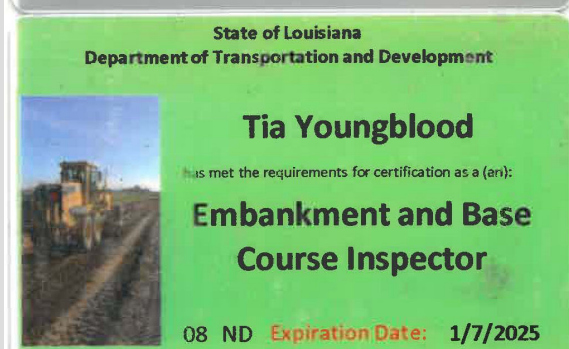 State of Louisiana
Department of Transportation and Development
Tia Youngblood
has met the requirements for certification as a (an):
Embankment and Base
Course Inspector
08 ND Expiration Date: 1/7/2025